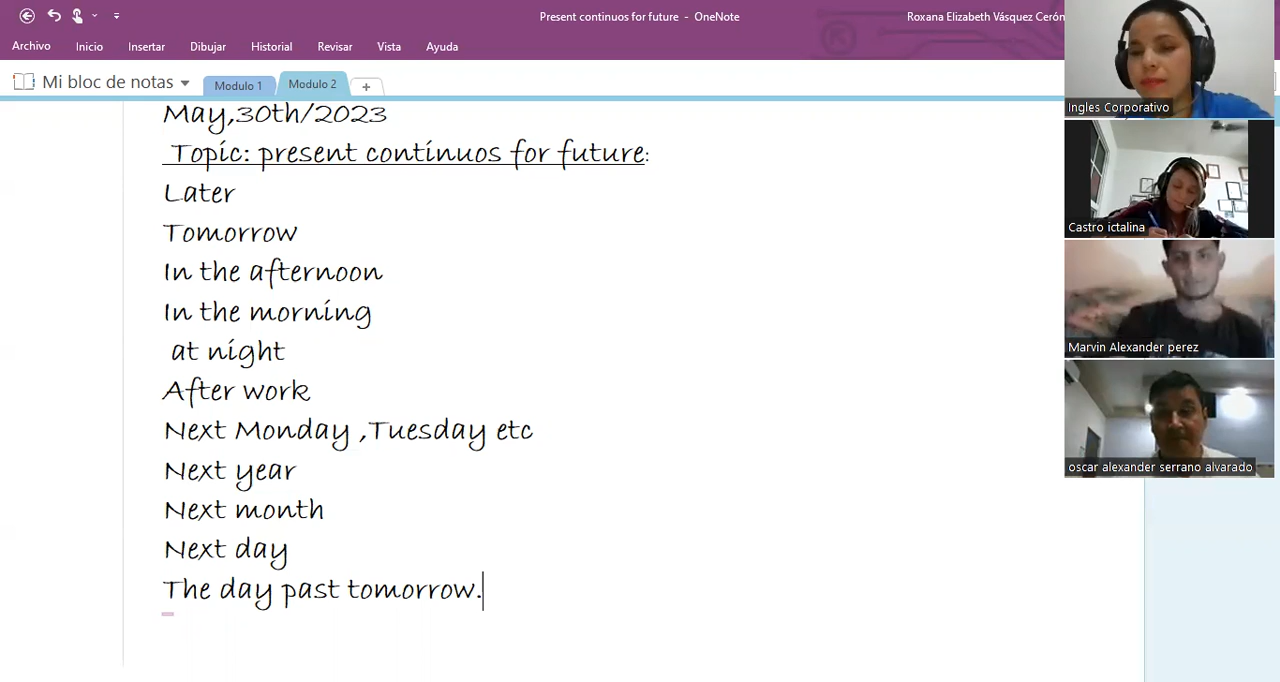 Present continuos for future - OneNote
Roxana Elizabeth Vásquez Cerón
Archivo
Inicio
Insertar
Dibujar
Historial
Revisar
Vista
Ayuda
Mi bloc de notas
Modulo 1
Modulo 2
May,30th/2023
Topic: present continuos for future:
Later
Tomorrow
In the afternoon
In the morning
at night
After work
Next Monday ,Tuesday etc
Next year
Next month
Next day
The day past tomorrow.
Ingles Corporativo
Castro ictalina
Marvin Alexander perez
oscar alexander serrano alvarado